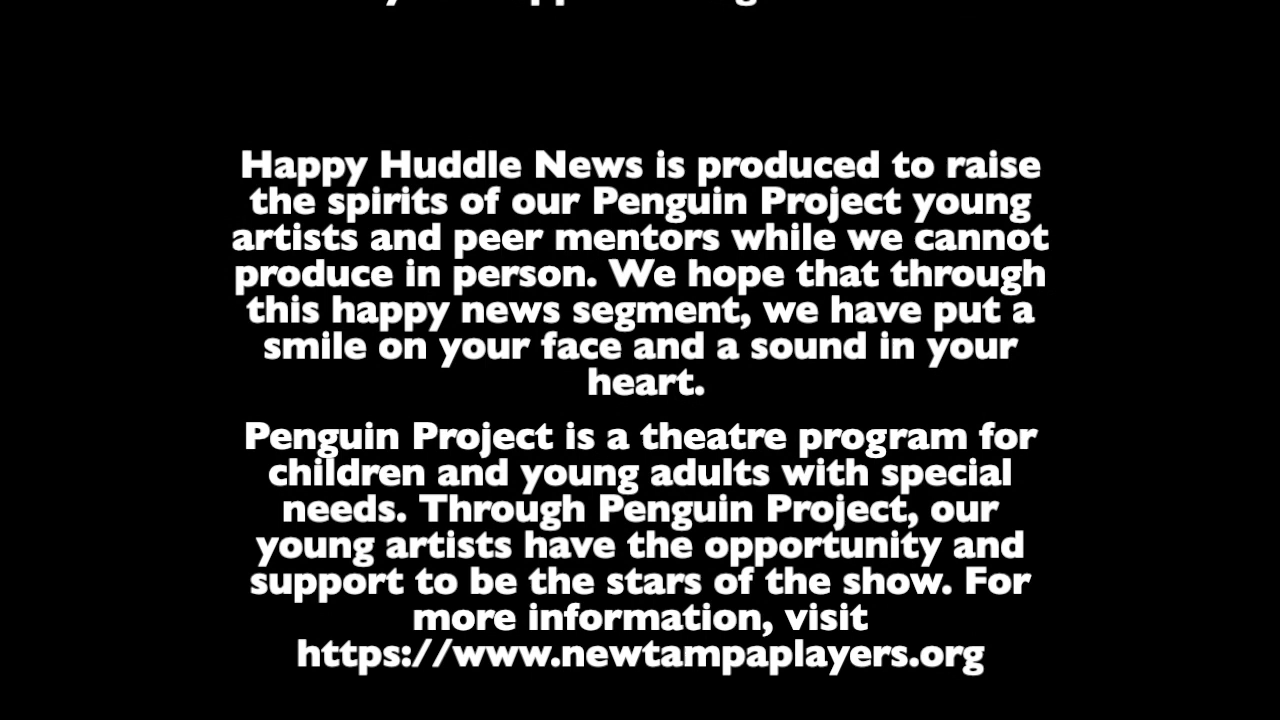 Happy Huddle News is produced to raise
the spirits of our Penguin Project young
artists and peer mentors while we cannot
produce in person. We hope that through
this happy news segment, we have put a
smile on your face and a sound in your
heart.
Penguin Project is a theatre program for
children and young adults with special
needs. Through Penguin Project, our
young artists have the opportunity and
support to be the stars of the show. For
more information, visit
https://www.newtampaplayers.org